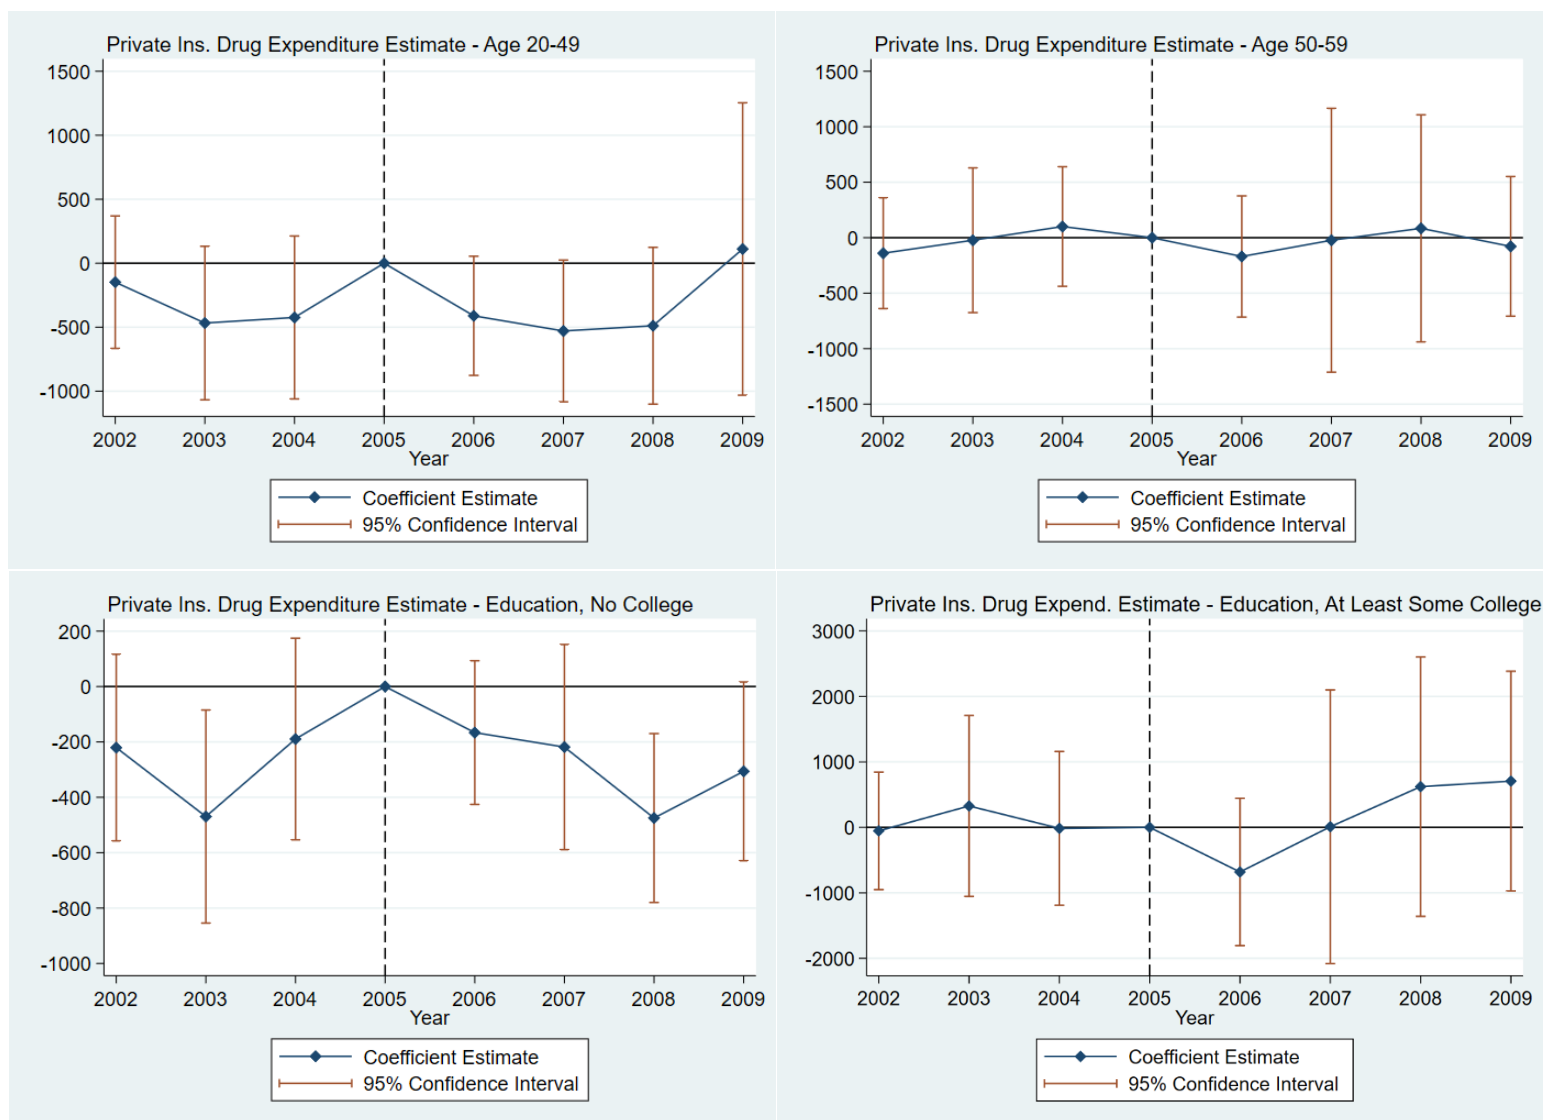 Private Ins. Drug Expenditure Estimate - Age 20-49
1500
1000
500
0
-500
-1000
2002 2003 2004 2005 2006 2007 2008 2009
Year
Coefficient Estimate
95% Confidence Interval
Private Ins. Drug Expenditure Estimate - Age 50-59
1500
1000
500
0
-500
-1000
-1500
2002 2003 2004 2005 2006 2007 2008 2009
Year
Coefficient Estimate
95% Confidence Interval
Private Ins. Drug Expenditure Estimate - Education, No College
200
0
-200
-400
-600
-800
-1000
2002 2003 2004 2005 2006 2007 2008 2009
Year
Coefficient Estimate
95% Confidence Interval
Private Ins. Drug Expend. Estimate - Education, At Least Some College
3000
2000
1000
0
-1000
-2000
2002 2003 2004 2005 2006 2007 2008 2009
Year
Coefficient Estimate
95% Confidence Interval